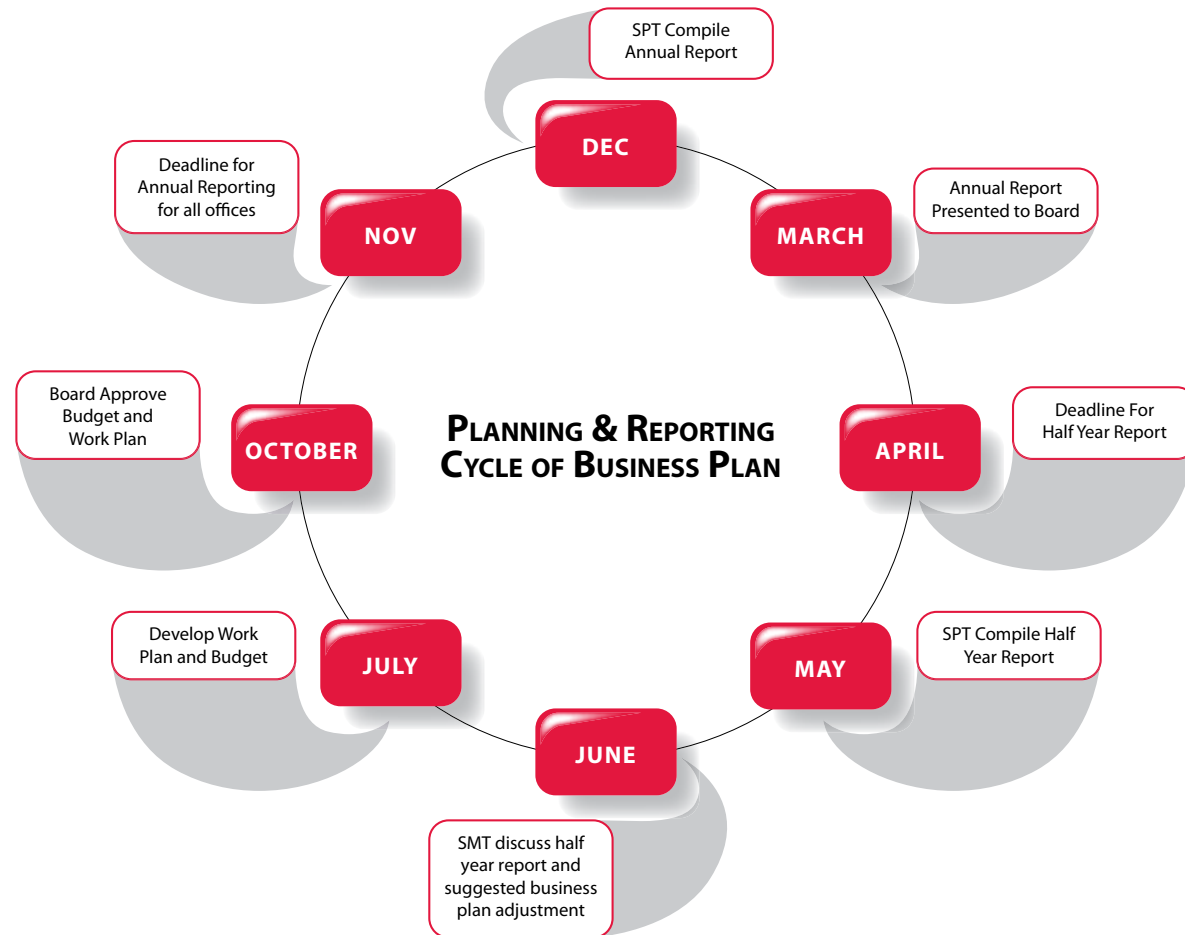 SPT Compile
Annual Report
DEC
Deadline for
Annual Reporting
for all offices
NOV
MARCH
Annual Report
Presented to Board
Board Approve
Budget and
Work Plan
OCTOBER
PLANNING & REPORTING
CYCLE OF BUSINESS PLAN
APRIL
Deadline For
Half Year Report
Develop Work
Plan and Budget
JULY
MAY
SPT Compile Half
Year Report
JUNE
SMT discuss half
year report and
suggested business
plan adjustment